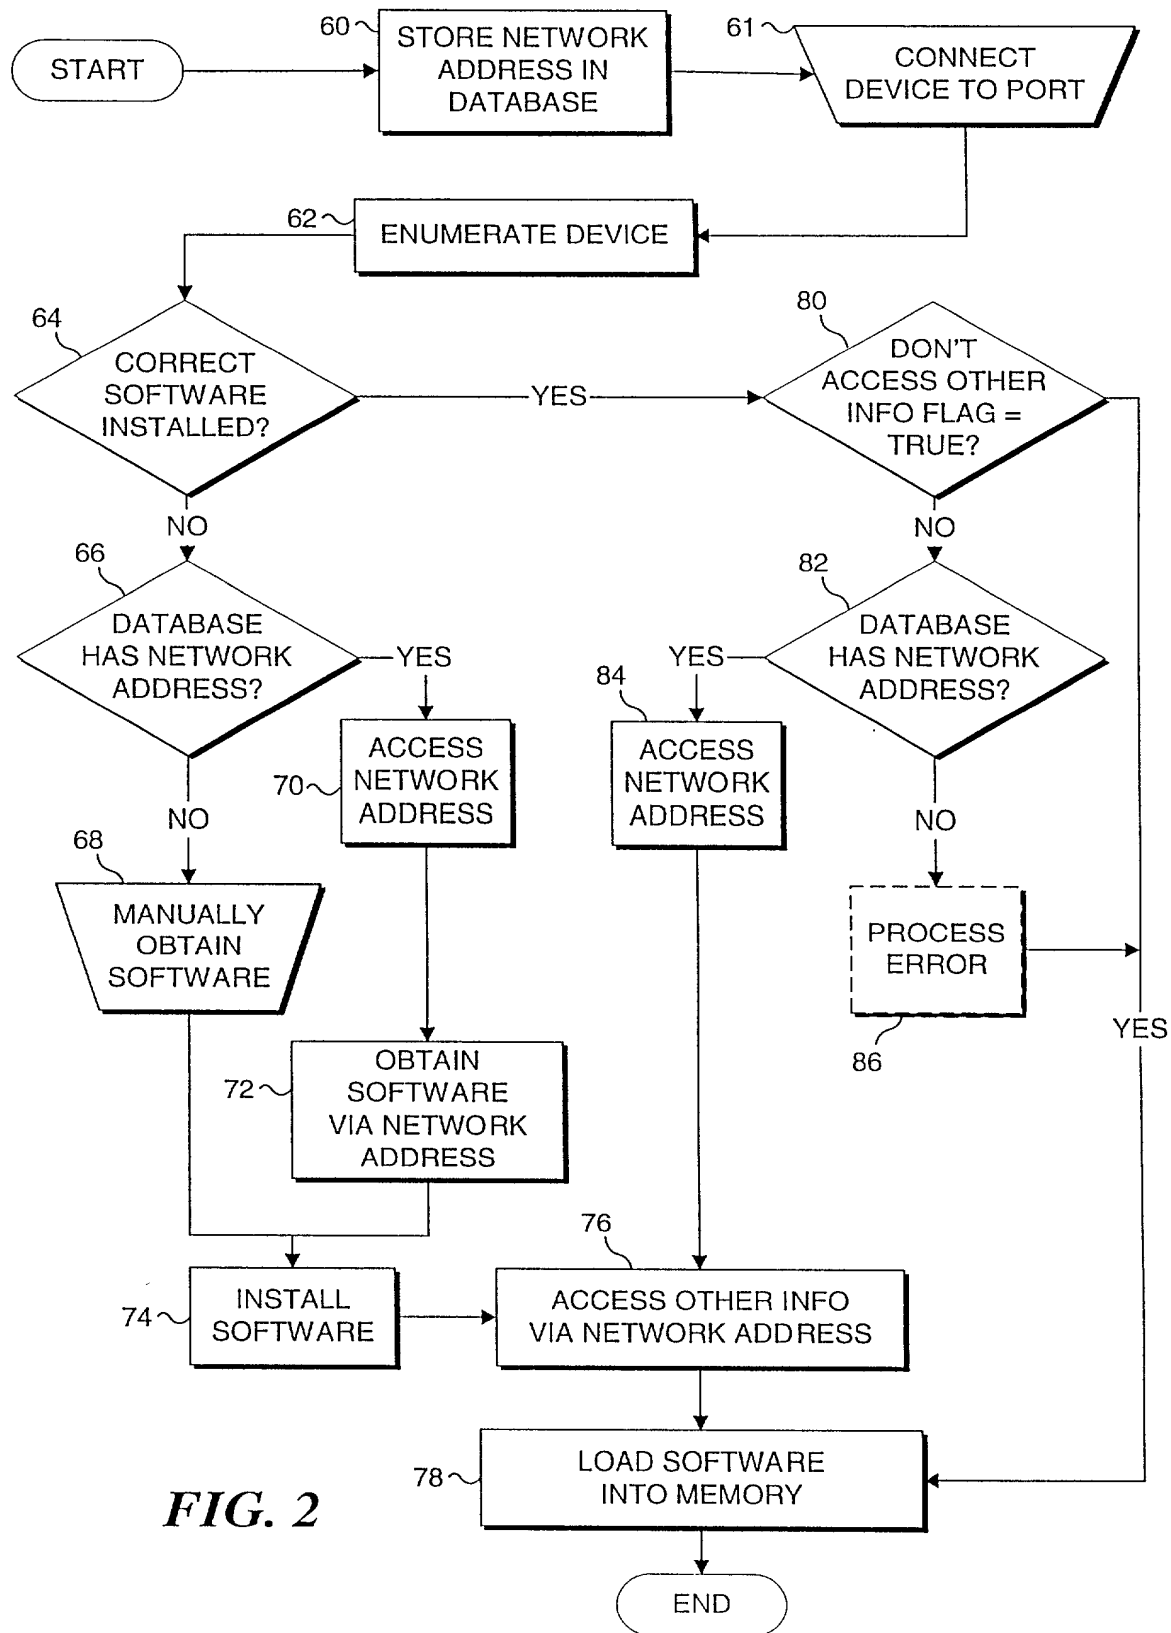 60
START
STORE NETWORK
ADDRESS IN
DATABASE
61
CONNECT
DEVICE TO PORT
62
ENUMERATE DEVICE
64
CORRECT
SOFTWARE
INSTALLED?
YES
80
DON'T
ACCESS OTHER
INFO FLAG =
TRUE?
NO
NO
66
DATABASE
HAS NETWORK
ADDRESS?
YES
82
DATABASE
HAS NETWORK
ADDRESS?
YES
70
ACCESS
NETWORK
ADDRESS
84
ACCESS
NETWORK
ADDRESS
NO
NO
68
MANUALLY
OBTAIN
SOFTWARE
PROCESS
ERROR
86
YES
72
OBTAIN
SOFTWARE
VIA NETWORK
ADDRESS
74
INSTALL
SOFTWARE
76
ACCESS OTHER INFO
VIA NETWORK ADDRESS
78
LOAD SOFTWARE
INTO MEMORY
FIG. 2
END